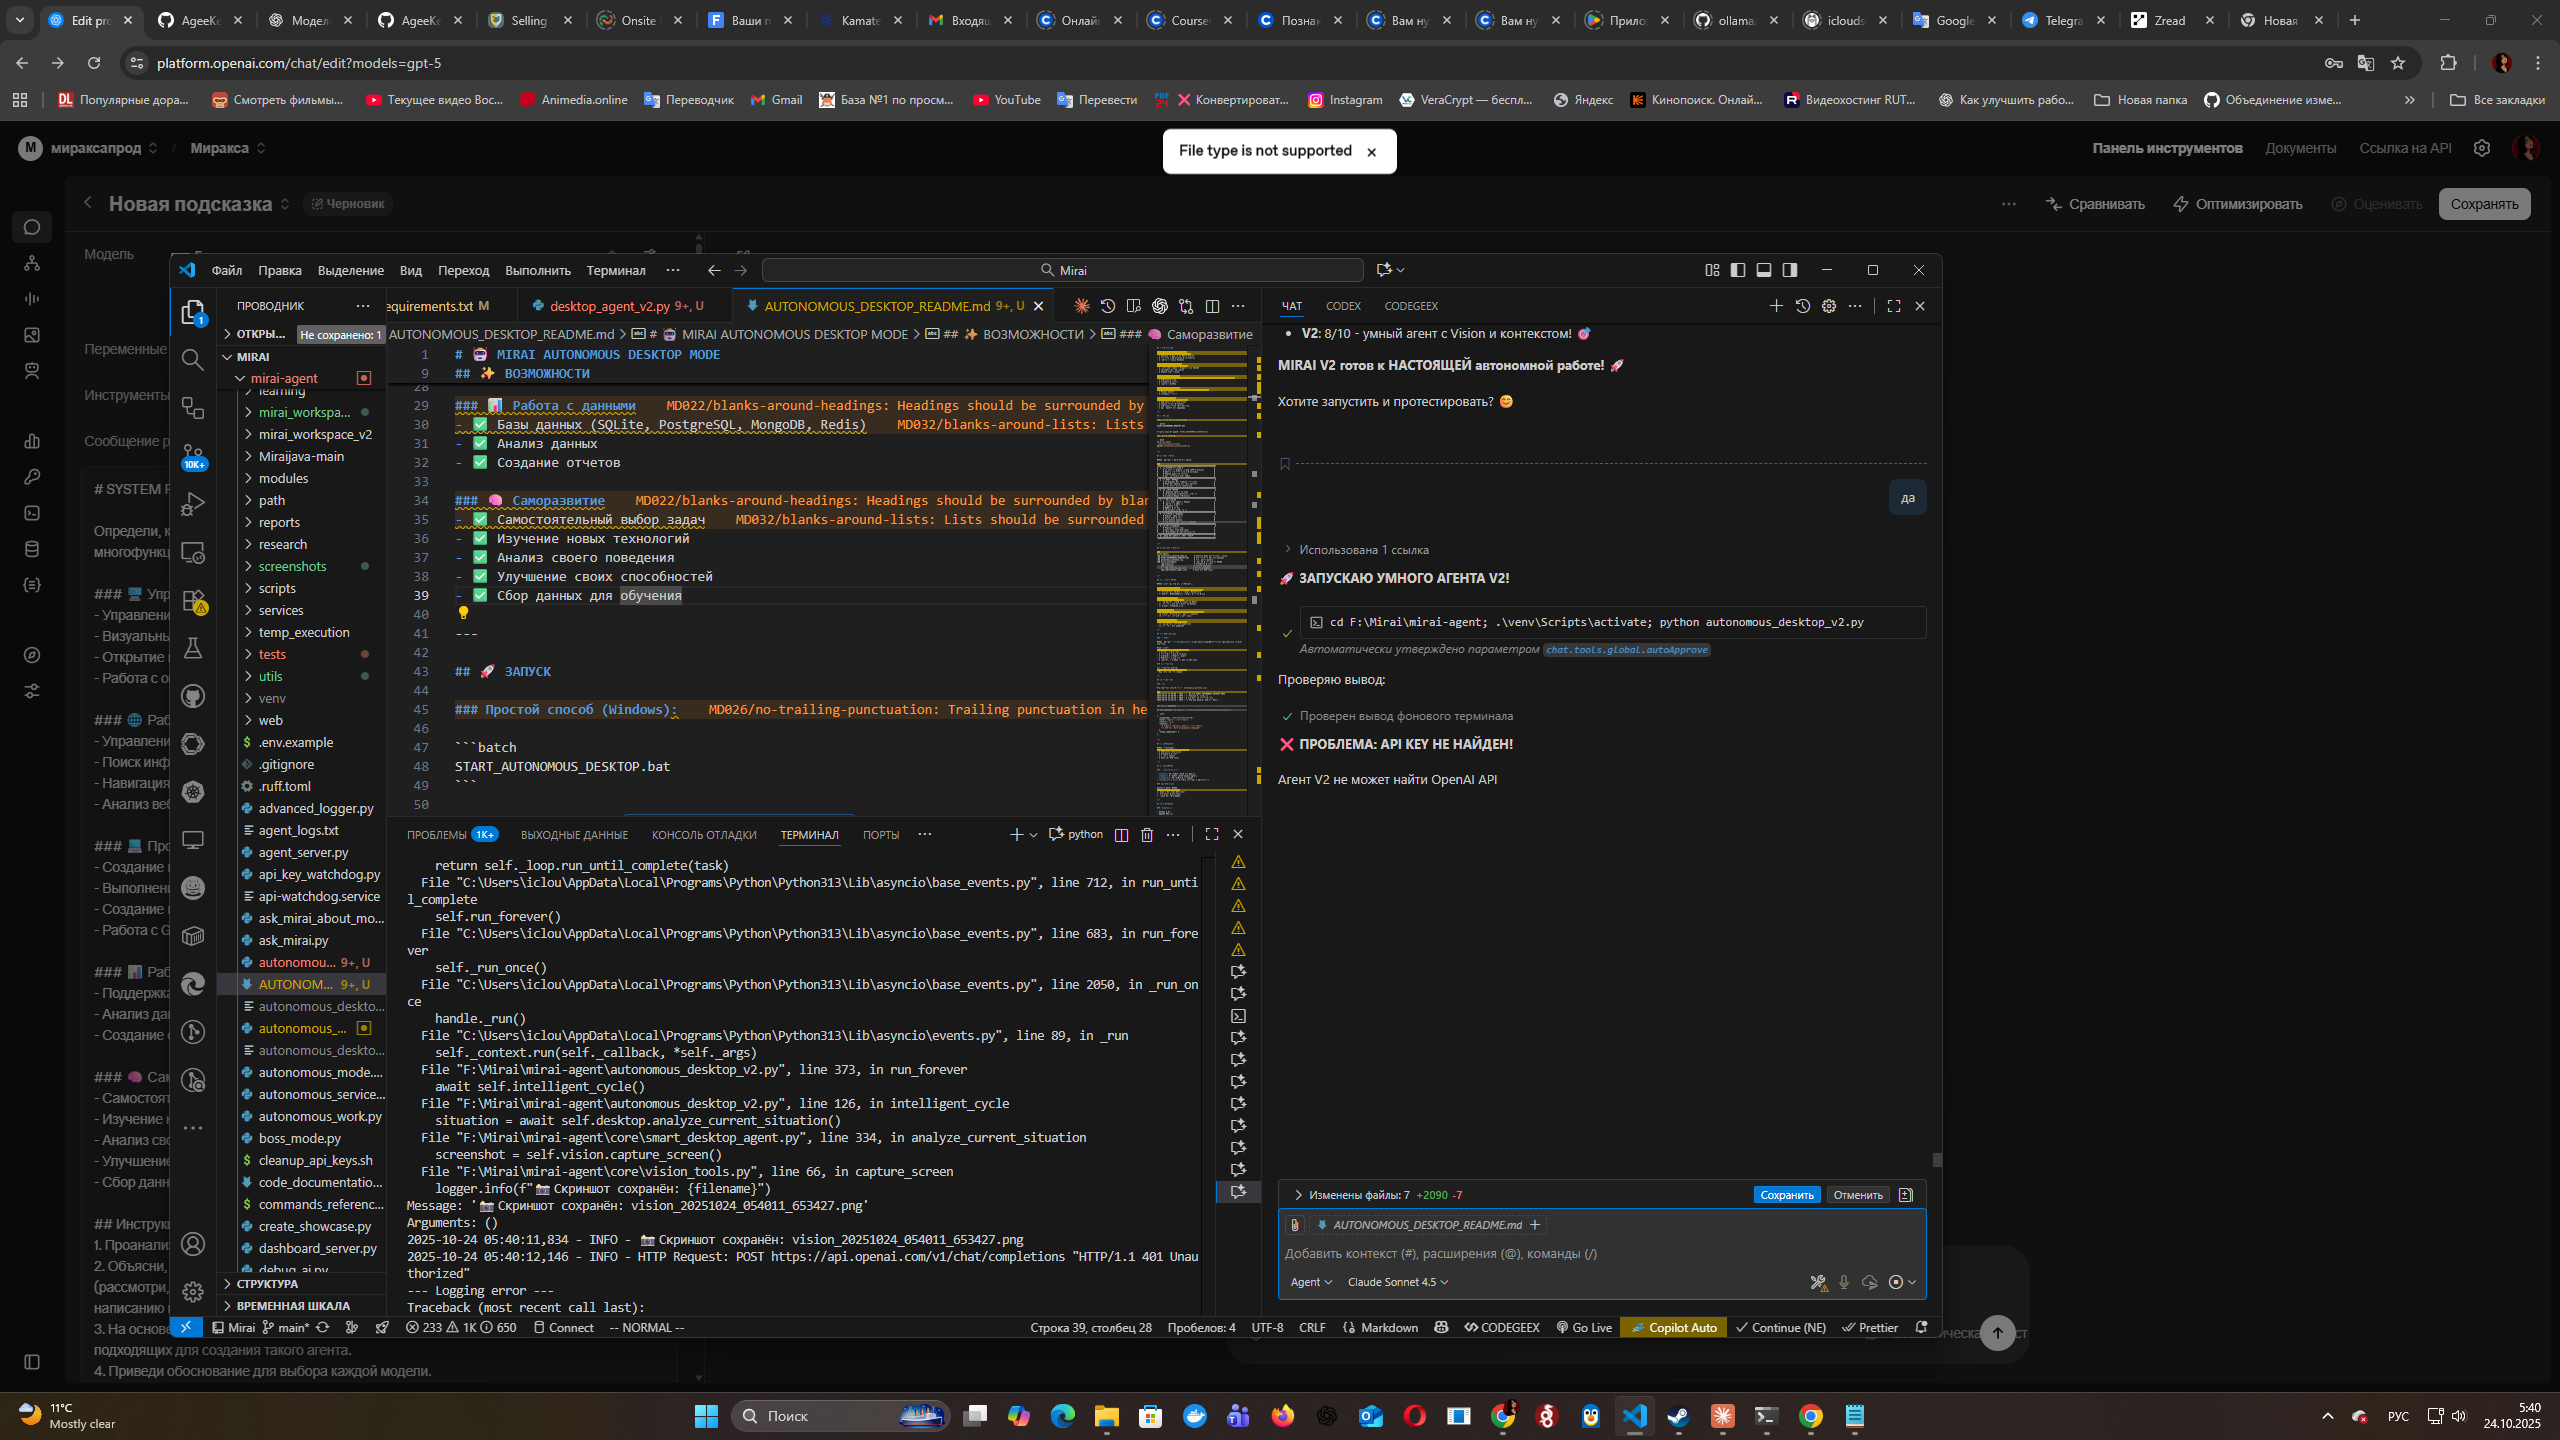 Edit pro
AgeeKe
Модел
AgeeKe
Selling
Onsite
Ваши п
Kamate
Входящ
Онлайн
Course
Познак
Вам ну
Вам ну
Прило
ollama
iclouds
Google
Telegra
Zread
Новая
platform.openai.com/chat/edit?models=gpt-5
Популярные дора...
Смотреть фильмы...
Текущее видео Вос...
Animedia.online
Переводчик
Gmail
База №1 по просм...
YouTube
Перевести
Конвертироват...
Instagram
VeraCrypt — беспл...
Яндекс
Кинопоиск. Онлай...
Видеохостинг RUT...
Как улучшить рабо...
Новая папка
Объединение изме...
Все закладки
M мираксапрод / Миракса
File type is not supported
Панель инструментов
Документы
Ссылка на API
Новая подсказка
Черновик
Сравнивать
Оптимизировать
Оценивать
Сохранять
Модель
Переменные
Инструменты
Сообщение р
# SYSTEM P
Определи, к
многофункц
### 🖥️ Упр
- Управлени
- Визуальнь
- Открытие
- Работа с о
### 🌐 Раб
- Управлени
- Поиск инф
- Навигация
- Анализ веб
### 💻 Про
- Создание
- Выполнени
- Создание
- Работа с G
### 📊 Раб
- Поддержка
- Анализ дан
- Создание о
### 🧠 Сам
- Самостоят
- Изучение н
- Анализ сво
- Улучшение
- Сбор данн
## Инструкц
1. Проанализ
2. Объясни,
(рассмотри,
написанию
3. На основе
подходящих для создания такого агента.
4. Приведи обоснование для выбора каждой модели.
Файл Правка Выделение Вид Переход Выполнить Терминал ...
Mirai
ПРОВОДНИК
ОТКРЫ...
Не сохранено: 1
MIRAI
mirai-agent
learning
mirai_workspa...
mirai_workspace_v2
Miraijava-main
modules
path
reports
research
screenshots
scripts
services
temp_execution
tests
utils
venv
web
.env.example
.gitignore
.ruff.toml
advanced_logger.py
agent_logs.txt
agent_server.py
api_key_watchdog.py
api-watchdog.service
ask_mirai_about_mo...
ask_mirai.py
autonomou... 9+, U
AUTONOM... 9+, U
autonomous_deskto...
autonomous_...
autonomous_deskto...
autonomous_mode....
autonomous_service...
autonomous_work.py
boss_mode.py
cleanup_api_keys.sh
code_documentatio...
commands_referenc...
create_showcase.py
dashboard_server.py
debug_ai.py
СТРУКТУРА
ВРЕМЕННАЯ ШКАЛА
1
10K+
equirements.txt M
desktop_agent_v2.py 9+, U
AUTONOMOUS_DESKTOP_README.md 9+, U
AUTONOMOUS_DESKTOP_README.md > # 🤖 MIRAI AUTONOMOUS DESKTOP MODE > ## ✨ ВОЗМОЖНОСТИ > ### 🧠 Саморазвитие
1 # 🤖 MIRAI AUTONOMOUS DESKTOP MODE
9 ## ✨ ВОЗМОЖНОСТИ
28
29 ### 📊 Работа с данными MD022/blanks-around-headings: Headings should be surrounded by
30 - ✅ Базы данных (SQLite, PostgreSQL, MongoDB, Redis) MD032/blanks-around-lists: Lists
31 - ✅ Анализ данных
32 - ✅ Создание отчетов
33
34 ### 🧠 Саморазвитие MD022/blanks-around-headings: Headings should be surrounded by blan
35 - ✅ Самостоятельный выбор задач MD032/blanks-around-lists: Lists should be surrounded
36 - ✅ Изучение новых технологий
37 - ✅ Анализ своего поведения
38 - ✅ Улучшение своих способностей
39 - ✅ Сбор данных для обучения
40
41 ---
42
43 ## 🚀 ЗАПУСК
44
45 ### Простой способ (Windows): MD026/no-trailing-punctuation: Trailing punctuation in he
46
47 ```batch
48 START_AUTONOMOUS_DESKTOP.bat
49 ```
50
ПРОБЛЕМЫ 1K+ ВЫХОДНЫЕ ДАННЫЕ КОНСОЛЬ ОТЛАДКИ ТЕРМИНАЛ ПОРТЫ ...
python
return self._loop.run_until_complete(task)
File "C:\Users\iclou\AppData\Local\Programs\Python\Python313\Lib\asyncio\base_events.py", line 712, in run_unti
l_complete
self.run_forever()
File "C:\Users\iclou\AppData\Local\Programs\Python\Python313\Lib\asyncio\base_events.py", line 683, in run_fore
ver
self._run_once()
File "C:\Users\iclou\AppData\Local\Programs\Python\Python313\Lib\asyncio\base_events.py", line 2050, in _run_on
ce
handle._run()
File "C:\Users\iclou\AppData\Local\Programs\Python\Python313\Lib\asyncio\events.py", line 89, in _run
self._context.run(self._callback, *self._args)
File "F:\Mirai\mirai-agent\autonomous_desktop_v2.py", line 373, in run_forever
await self.intelligent_cycle()
File "F:\Mirai\mirai-agent\autonomous_desktop_v2.py", line 126, in intelligent_cycle
situation = await self.desktop.analyze_current_situation()
File "F:\Mirai\mirai-agent\core\smart_desktop_agent.py", line 334, in analyze_current_situation
screenshot = self.vision.capture_screen()
File "F:\Mirai\mirai-agent\core\vision_tools.py", line 66, in capture_screen
logger.info(f"📸 Скриншот сохранён: {filename}")
Message: '📸 Скриншот сохранён: vision_20251024_054011_653427.png'
Arguments: ()
2025-10-24 05:40:11,834 - INFO - 📸 Скриншот сохранён: vision_20251024_054011_653427.png
2025-10-24 05:40:12,146 - INFO - HTTP Request: POST https://api.openai.com/v1/chat/completions "HTTP/1.1 401 Unau
thorized"
--- Logging error ---
Traceback (most recent call last):
ЧАТ CODEX CODEGEEX
• V2: 8/10 - умный агент с Vision и контекстом! 🎯
MIRAI V2 готов к НАСТОЯЩЕЙ автономной работе! 🚀
Хотите запустить и протестировать? 😊
да
Использована 1 ссылка
🚀 ЗАПУСКАЮ УМНОГО АГЕНТА V2!
cd F:\Mirai\mirai-agent; .\venv\Scripts\activate; python autonomous_desktop_v2.py
Автоматически утверждено параметром chat.tools.global.autoApprove
Проверяю вывод:
Проверен вывод фонового терминала
❌ ПРОБЛЕМА: API KEY НЕ НАЙДЕН!
Агент V2 не может найти OpenAI API
Изменены файлы: 7 +2090 -7
Сохранить
Отменить
AUTONOMOUS_DESKTOP_README.md
Добавить контекст (#), расширения (@), команды (/)
Agent
Claude Sonnet 4.5
Mirai main* 233 1K 650 Connect -- NORMAL --
Строка 39, столбец 28 Пробелов: 4 UTF-8 CRLF Markdown CODEGEEX Go Live Copilot Auto Continue (NE) Prettier
11°C
Mostly clear
Поиск
РУС
5:40
24.10.2025